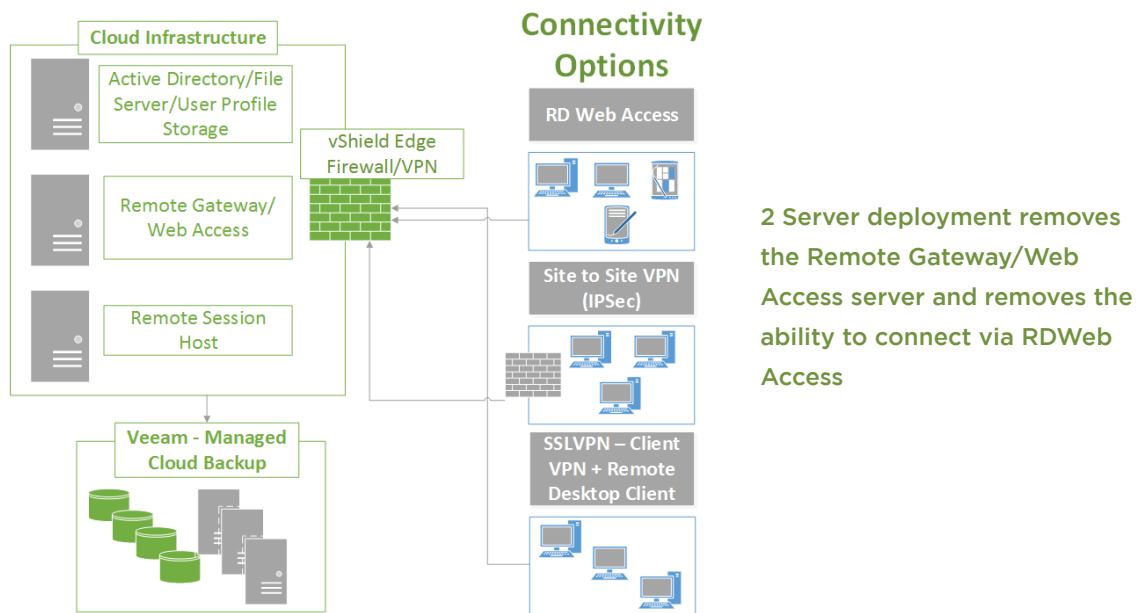 Cloud Infrastructure
Active Directory/File
Server/User Profile
Storage
Remote Gateway/
Web Access
Remote Session
Host
vShield Edge
Firewall/VPN
Veeam - Managed
Cloud Backup
Connectivity
Options
RD Web Access
Site to Site VPN
(IPSec)
SSLVPN – Client
VPN + Remote
Desktop Client
2 Server deployment removes
the Remote Gateway/Web
Access server and removes the
ability to connect via RDWeb
Access